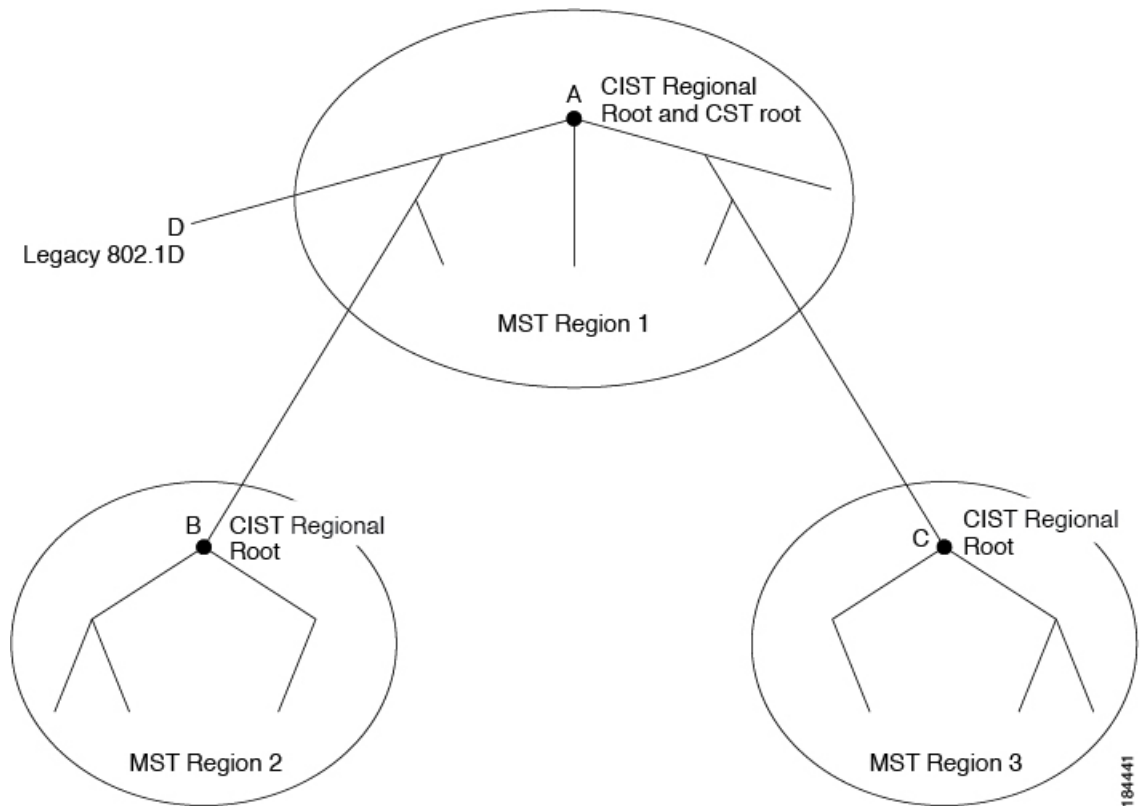 A
CIST Regional
Root and CST root
D
Legacy 802.1D
MST Region 1
B
CIST Regional
Root
C
CIST Regional
Root
MST Region 2
MST Region 3
184441